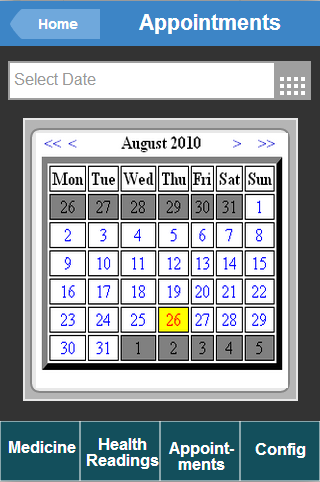 Home Appointments
Select Date
<< < August 2010 > >>
Mon Tue Wed Thu Fri Sat Sun
26 27 28 29 30 31 1
2 3 4 5 6 7 8
9 10 11 12 13 14 15
16 17 18 19 20 21 22
23 24 25 26 27 28 29
30 31 1 2 3 4 5
Medicine
Health
Readings
Appoint-
ments
Config